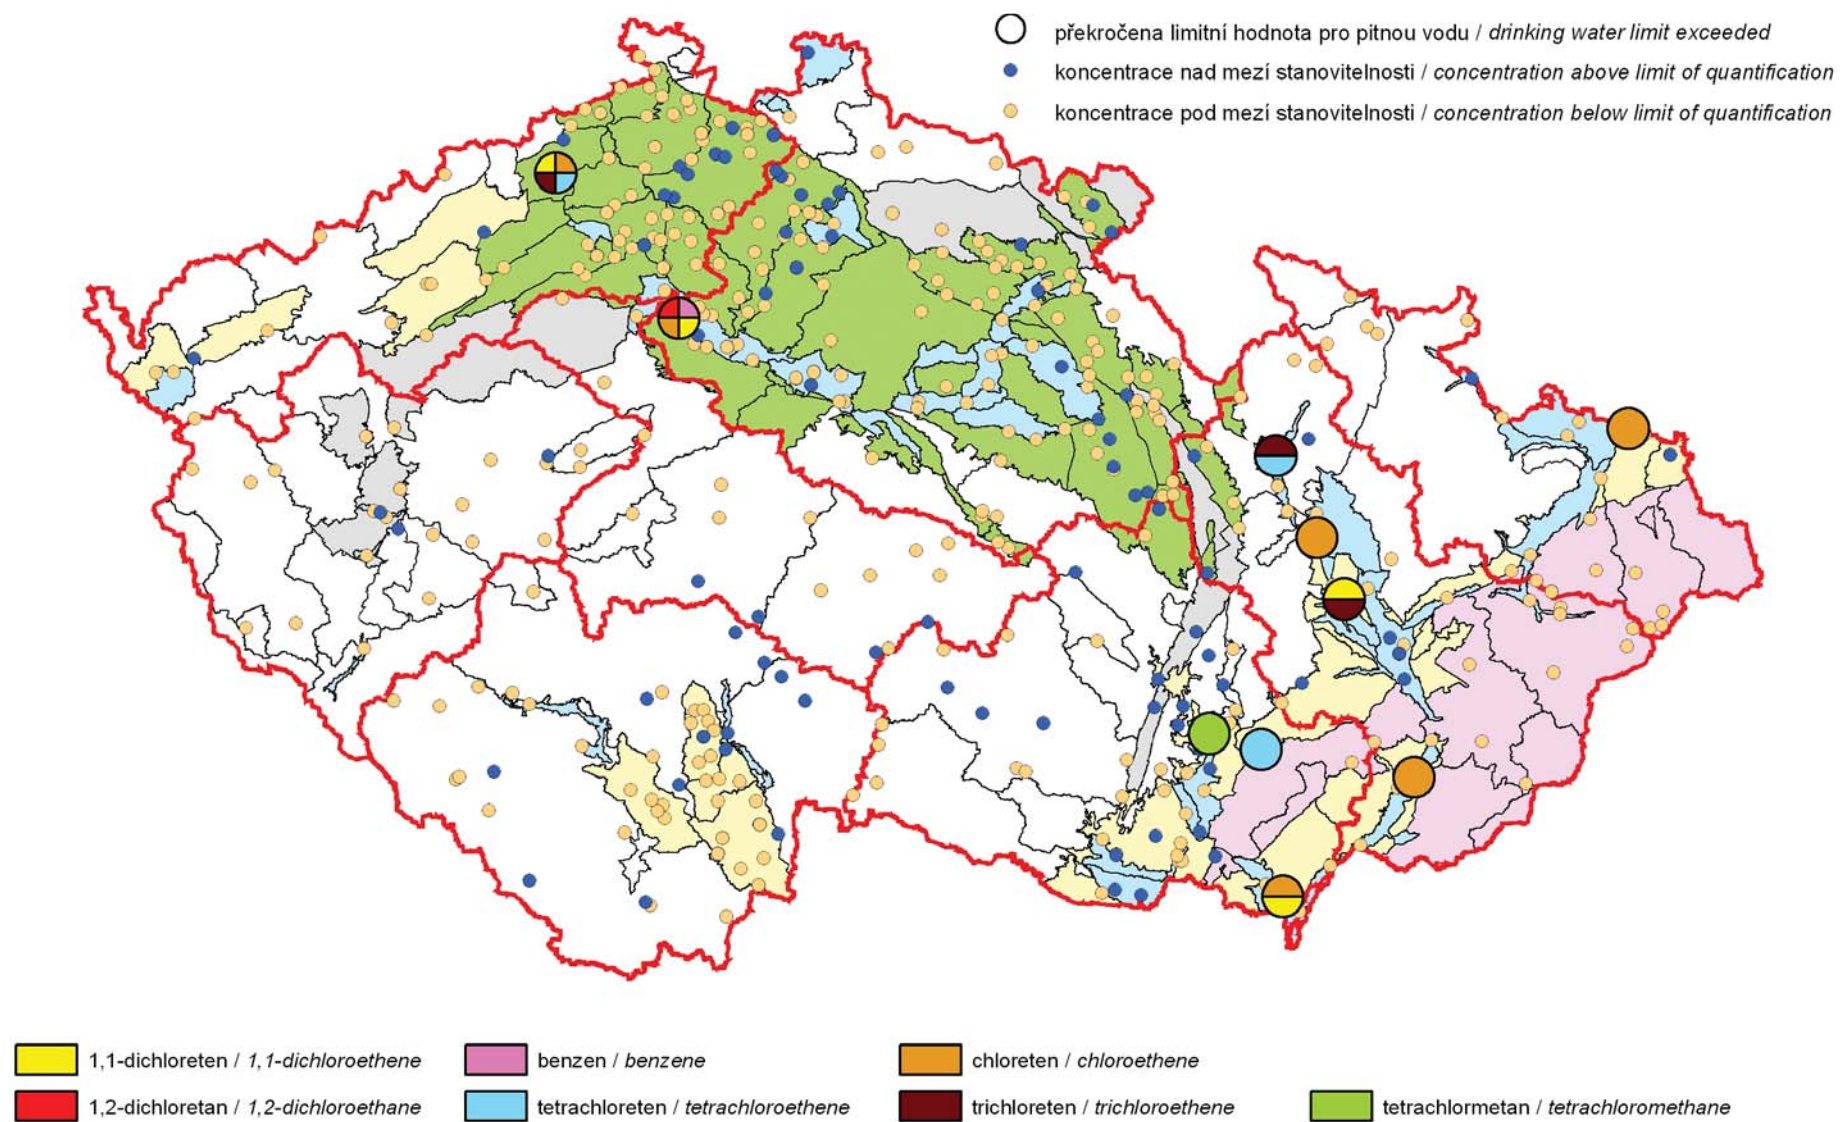 překročena limitní hodnota pro pitnou vodu / drinking water limit exceeded
koncentrace nad mezí stanovitelnosti / concentration above limit of quantification
koncentrace pod mezí stanovitelnosti / concentration below limit of quantification
1,1-dichloreten / 1,1-dichloroethene
benzen / benzene
chloreten / chloroethene
1,2-dichloretan / 1,2-dichloroethane
tetrachloreten / tetrachloroethene
trichloreten / trichloroethene
tetrachlormetan / tetrachloromethane